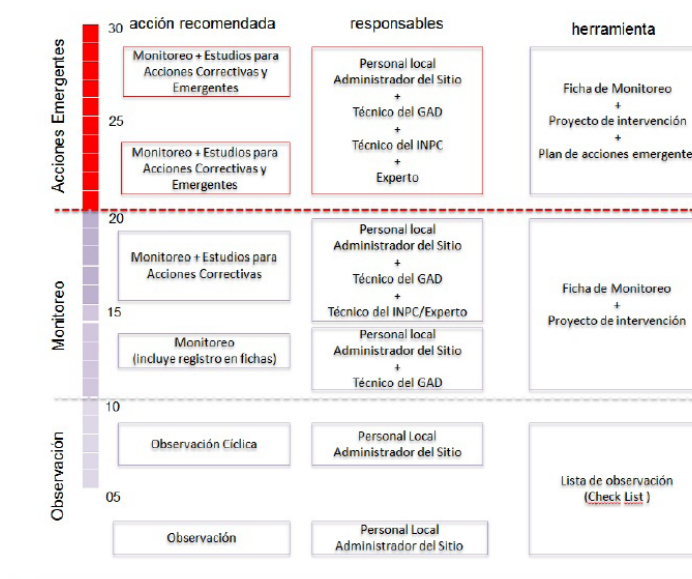 acción recomendada
responsables
herramienta
Acciones Emergentes
30
Monitoreo + Estudios para
Acciones Correctivas y
Emergentes
25
Monitoreo + Estudios para
Acciones Correctivas y
Emergentes
Personal local
Administrador del Sitio
+
Técnico del GAD
+
Técnico del INPC
+
Experto
Ficha de Monitoreo
+
Proyecto de intervención
+
Plan de acciones emergente
Monitoreo
20
Monitoreo + Estudios para
Acciones Correctivas
15
Monitoreo
(incluye registro en fichas)
Personal local
Administrador del Sitio
+
Técnico del GAD
+
Técnico del INPC/Experto
Personal local
Administrador del Sitio
+
Técnico del GAD
Ficha de Monitoreo
+
Proyecto de intervención
Observación
10
Observación Cíclica
05
Observación
Personal Local
Administrador del Sitio
Personal Local
Administrador del Sitio
Lista de observación
(Check List )